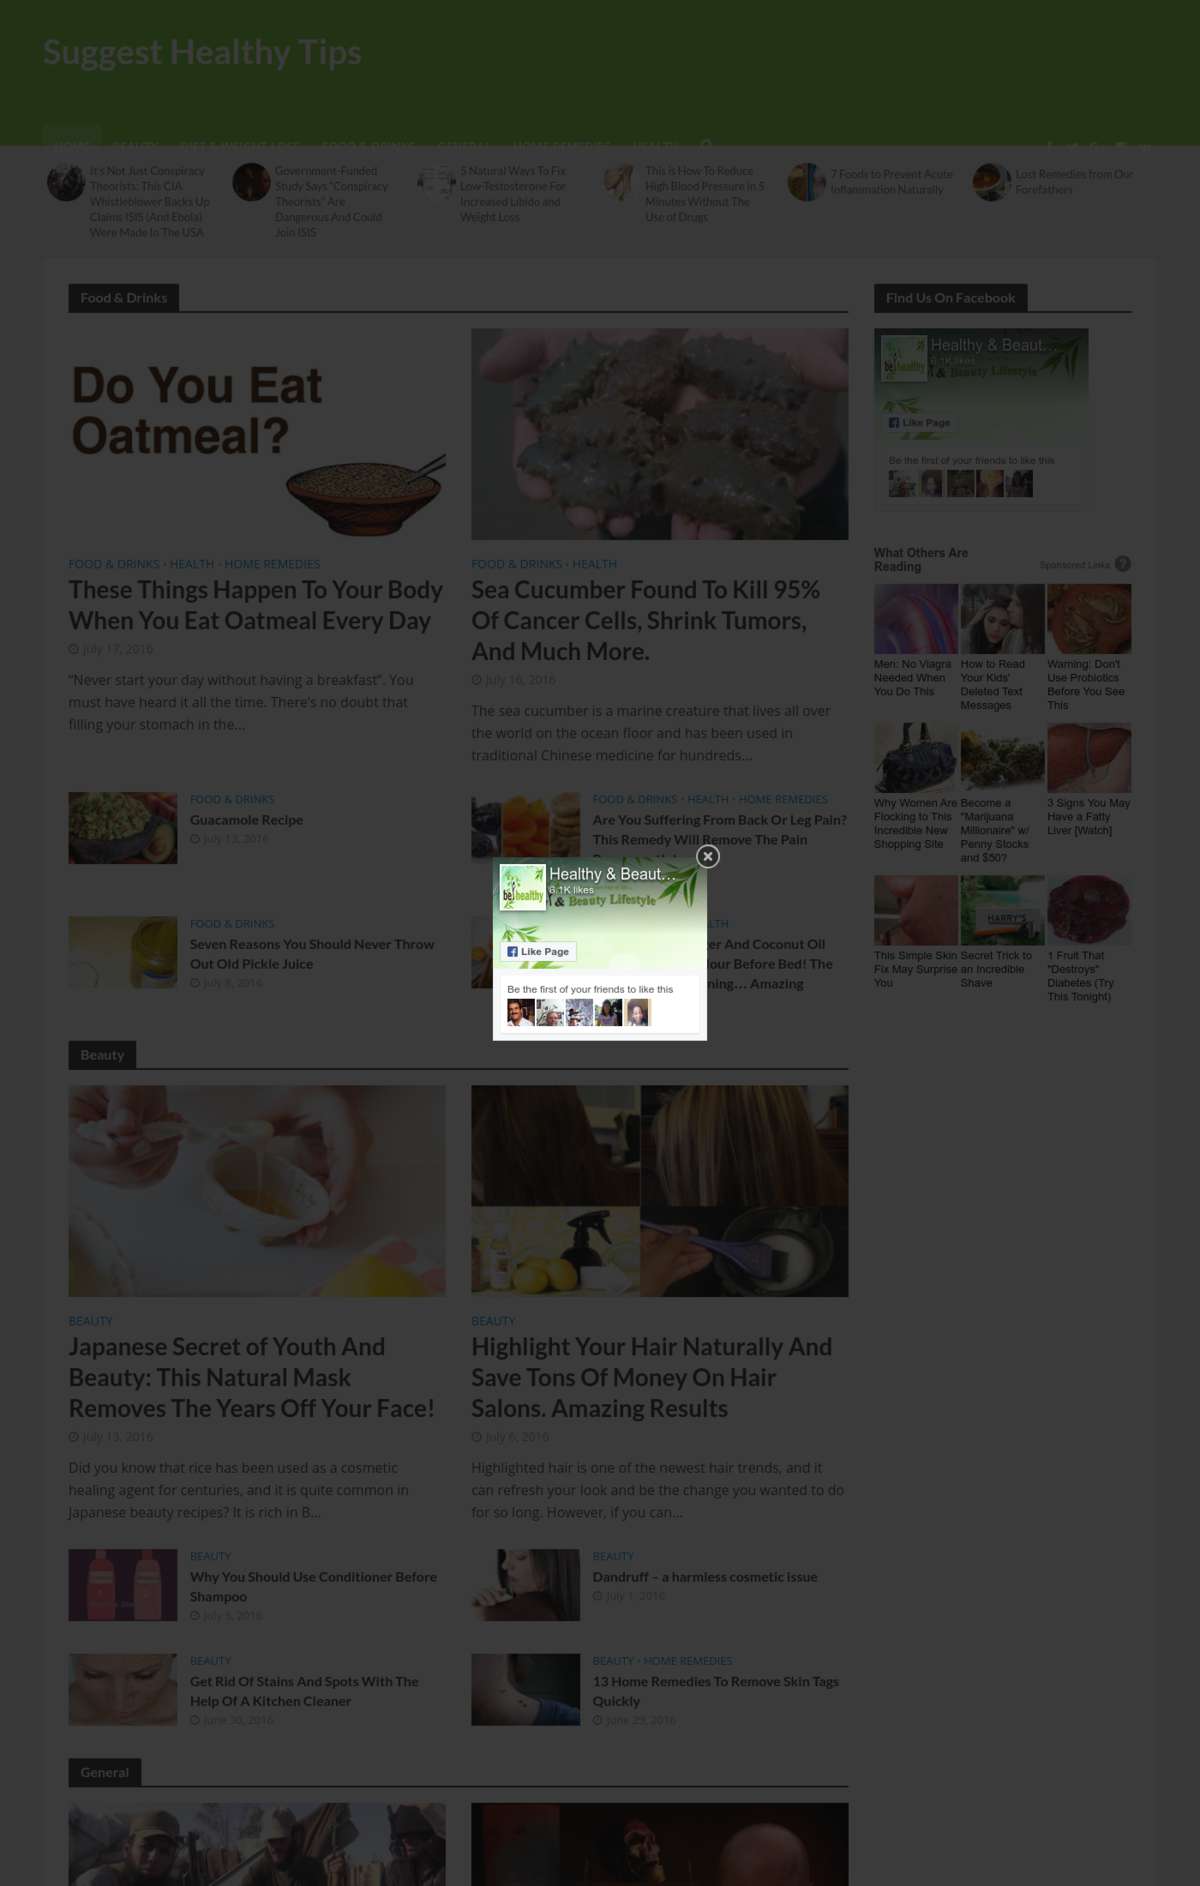 Suggest Healthy Tips
HOME BEAUTY DIET & WEIGHT LOSS FOOD & DRINKS GENERAL HOME REMEDIES HEALTH
It's Not Just Conspiracy
Theorists: This CIA
Whistleblower Backs Up
Claims ISIS (And Ebola)
Were Made In The USA
Government-Funded
Study Says "Conspiracy
Theorists" Are
Dangerous And Could
Join ISIS
5 Natural Ways To Fix
Low-Testosterone For
Increased Libido and
Weight Loss
This is How To Reduce
High Blood Pressure In 5
Minutes Without The
Use of Drugs
7 Foods to Prevent Acute
Inflammation Naturally
Lost Remedies from Our
Forefathers
Food & Drinks
Do You Eat
Oatmeal?
FOOD & DRINKS • HEALTH • HOME REMEDIES
These Things Happen To Your Body
When You Eat Oatmeal Every Day
July 17, 2016
“Never start your day without having a breakfast”. You
must have heard it all the time. There’s no doubt that
filling your stomach in the...
FOOD & DRINKS • HEALTH
Sea Cucumber Found To Kill 95%
Of Cancer Cells, Shrink Tumors,
And Much More.
July 16, 2016
The sea cucumber is a marine creature that lives all over
the world on the ocean floor and has been used in
traditional Chinese medicine for hundreds...
FOOD & DRINKS
Guacamole Recipe
July 13, 2016
FOOD & DRINKS • HEALTH • HOME REMEDIES
Are You Suffering From Back Or Leg Pain?
This Remedy Will Remove The Pain
FOOD & DRINKS
Seven Reasons You Should Never Throw
Out Old Pickle Juice
July 8, 2016
And Coconut Oil
Before Bed! The
Amazing
Healthy & Beaut...
6.1K likes
be healthy
& Beauty Lifestyle
Like Page
Be the first of your friends to like this
Find Us On Facebook
Healthy & Beaut...
6.1K likes
be healthy
& Beauty Lifestyle
Like Page
Be the first of your friends to like this
What Others Are
Reading
Sponsored Links ?
Men: No Viagra
Needed When
You Do This
How to Read
Your Kids'
Deleted Text
Messages
Warning: Don't
Use Probiotics
Before You See
This
Why Women Are
Flocking to This
Incredible New
Shopping Site
Become a
"Marijuana
Millionaire" w/
Penny Stocks
and $50?
3 Signs You May
Have a Fatty
Liver [Watch]
HARRY'S
This Simple Skin
Fix May Surprise
You
Secret Trick to
an Incredible
Shave
1 Fruit That
"Destroys"
Diabetes (Try
This Tonight)
Beauty
BEAUTY
Japanese Secret of Youth And
Beauty: This Natural Mask
Removes The Years Off Your Face!
July 13, 2016
Did you know that rice has been used as a cosmetic
healing agent for centuries, and it is quite common in
Japanese beauty recipes? It is rich in B...
BEAUTY
Highlight Your Hair Naturally And
Save Tons Of Money On Hair
Salons. Amazing Results
July 6, 2016
Highlighted hair is one of the newest hair trends, and it
can refresh your look and be the change you wanted to do
for so long. However, if you can...
BEAUTY
Why You Should Use Conditioner Before
Shampoo
July 5, 2016
BEAUTY
Dandruff – a harmless cosmetic issue
July 1, 2016
BEAUTY
Get Rid Of Stains And Spots With The
Help Of A Kitchen Cleaner
June 30, 2016
BEAUTY • HOME REMEDIES
13 Home Remedies To Remove Skin Tags
Quickly
June 29, 2016
General